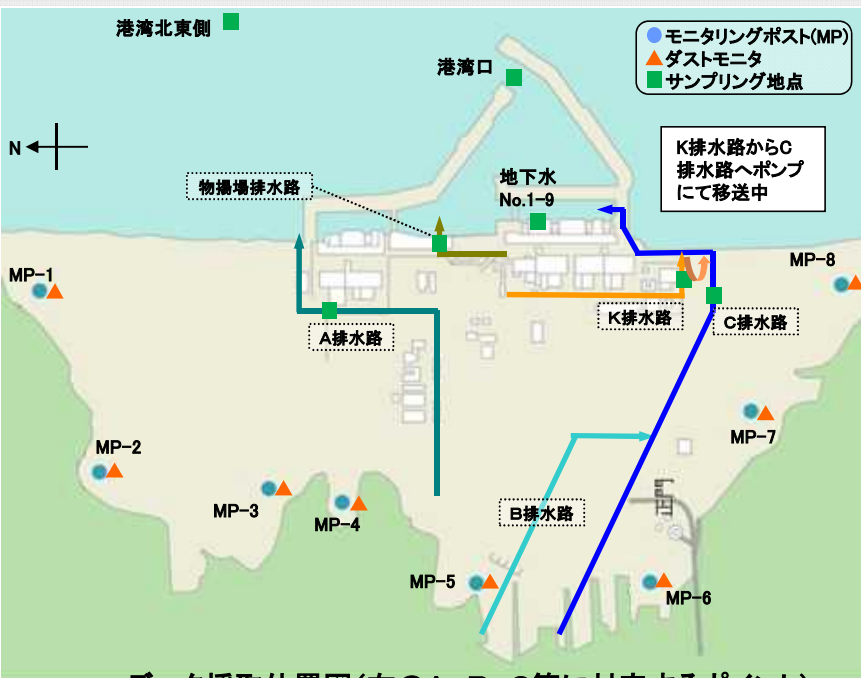 港湾北東側
港湾口
モニタリングポスト(MP)
ダストモニタ
サンプリング地点
N
K排水路からC
排水路へポンプ
にて移送中
物揚場排水路
地下水
No.1-9
MP-1
MP-8
K排水路
C排水路
A排水路
MP-7
MP-2
MP-3
MP-4
B排水路
MP-5
MP-6